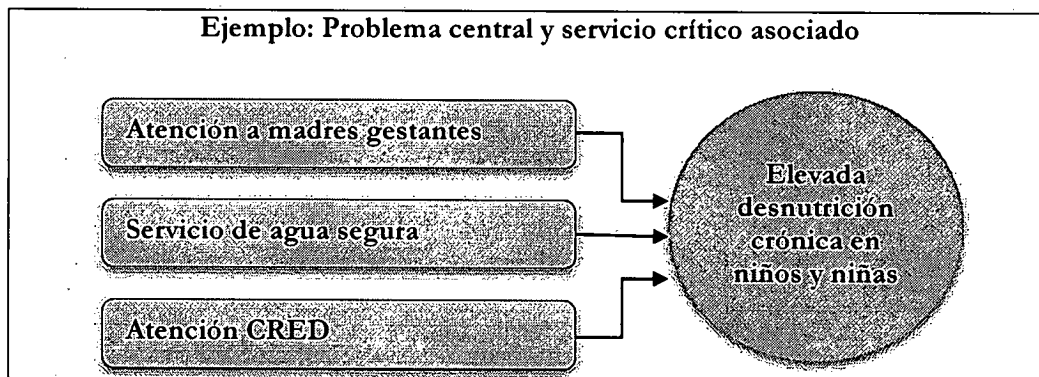 Ejemplo: Problema central y servicio crítico asociado
Atención a madres gestantes
Servicio de agua segura
Atención CRED
Elevada
desnutrición
crónica en
niños y niñas